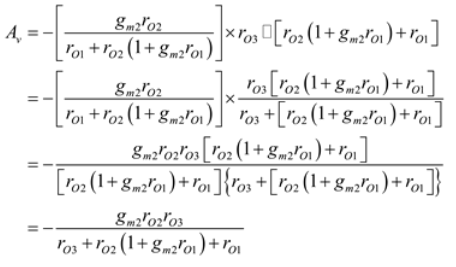 A_v = -[g_{m2}r_{O2} / (r_{O1} + r_{O2}(1 + g_{m2}r_{O1}))] × r_{O3} □ [r_{O2}(1 + g_{m2}r_{O1}) + r_{O1}]
= -[g_{m2}r_{O2} / (r_{O1} + r_{O2}(1 + g_{m2}r_{O1}))] × r_{O3}[r_{O2}(1 + g_{m2}r_{O1}) + r_{O1}] / (r_{O3} + [r_{O2}(1 + g_{m2}r_{O1}) + r_{O1}])
= - g_{m2}r_{O2}r_{O3}[r_{O2}(1 + g_{m2}r_{O1}) + r_{O1}] / ([r_{O2}(1 + g_{m2}r_{O1}) + r_{O1}]{r_{O3} + [r_{O2}(1 + g_{m2}r_{O1}) + r_{O1}]})
= - g_{m2}r_{O2}r_{O3} / (r_{O3} + r_{O2}(1 + g_{m2}r_{O1}) + r_{O1})